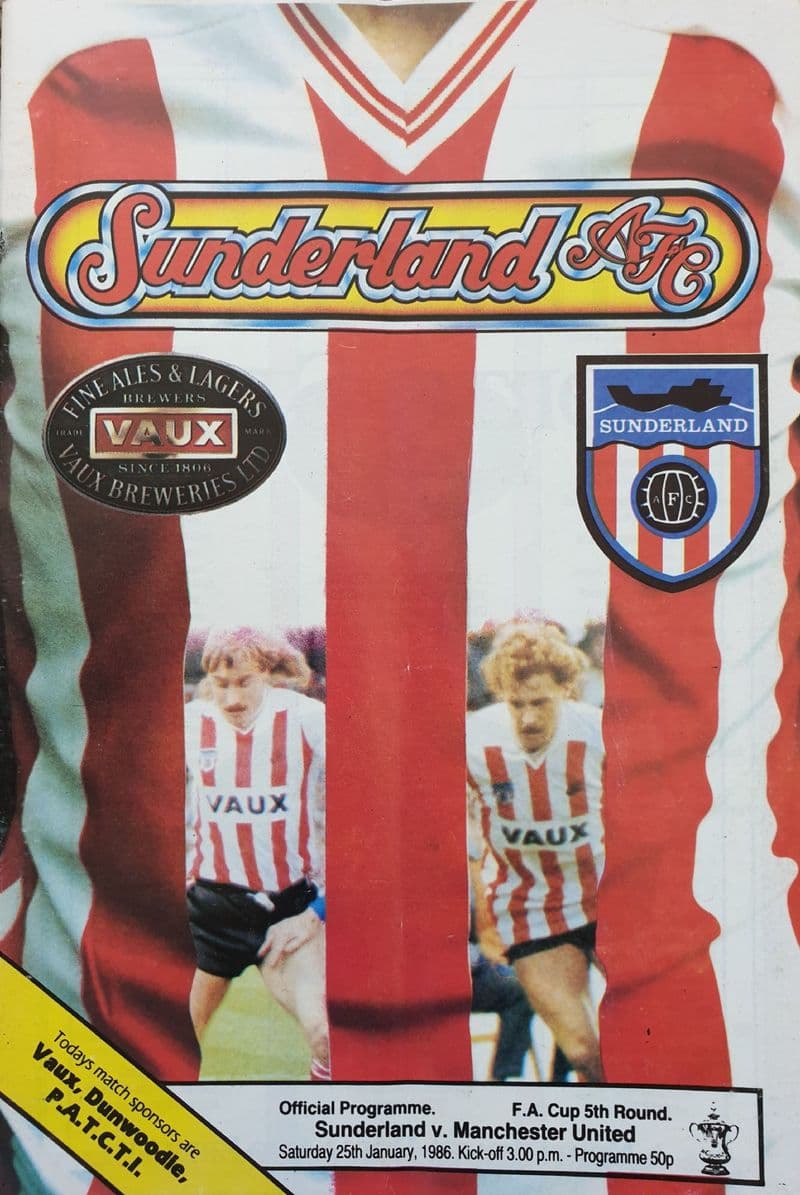 Sunderland AFC
FINE ALES & LAGERS
BREWERS
TRADE VAUX MARK
SINCE 1806
VAUX BREWERIES LTD.
SUNDERLAND
AFC
VAUX
VAUX
Todays match sponsors are
Vaux, Dunwoodie,
P.A.T.C.T.I.
Official Programme. F.A. Cup 5th Round.
Sunderland v. Manchester United
Saturday 25th January, 1986. Kick-off 3.00 p.m. - Programme 50p